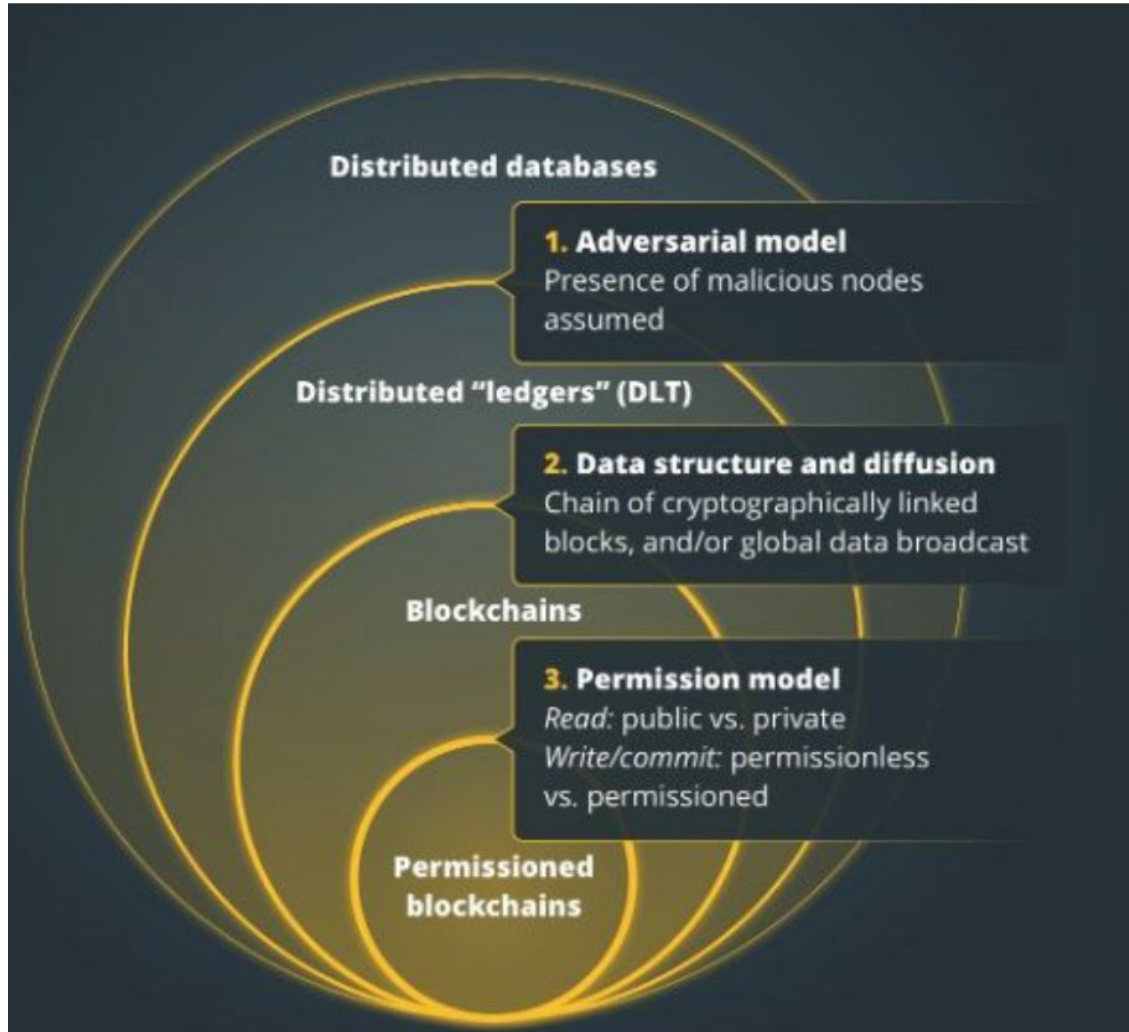 Distributed databases
1. Adversarial model
Presence of malicious nodes
assumed
Distributed “ledgers” (DLT)
2. Data structure and diffusion
Chain of cryptographically linked
blocks, and/or global data broadcast
Blockchains
3. Permission model
Read: public vs. private
Write/commit: permissionless
vs. permissioned
Permissioned
blockchains